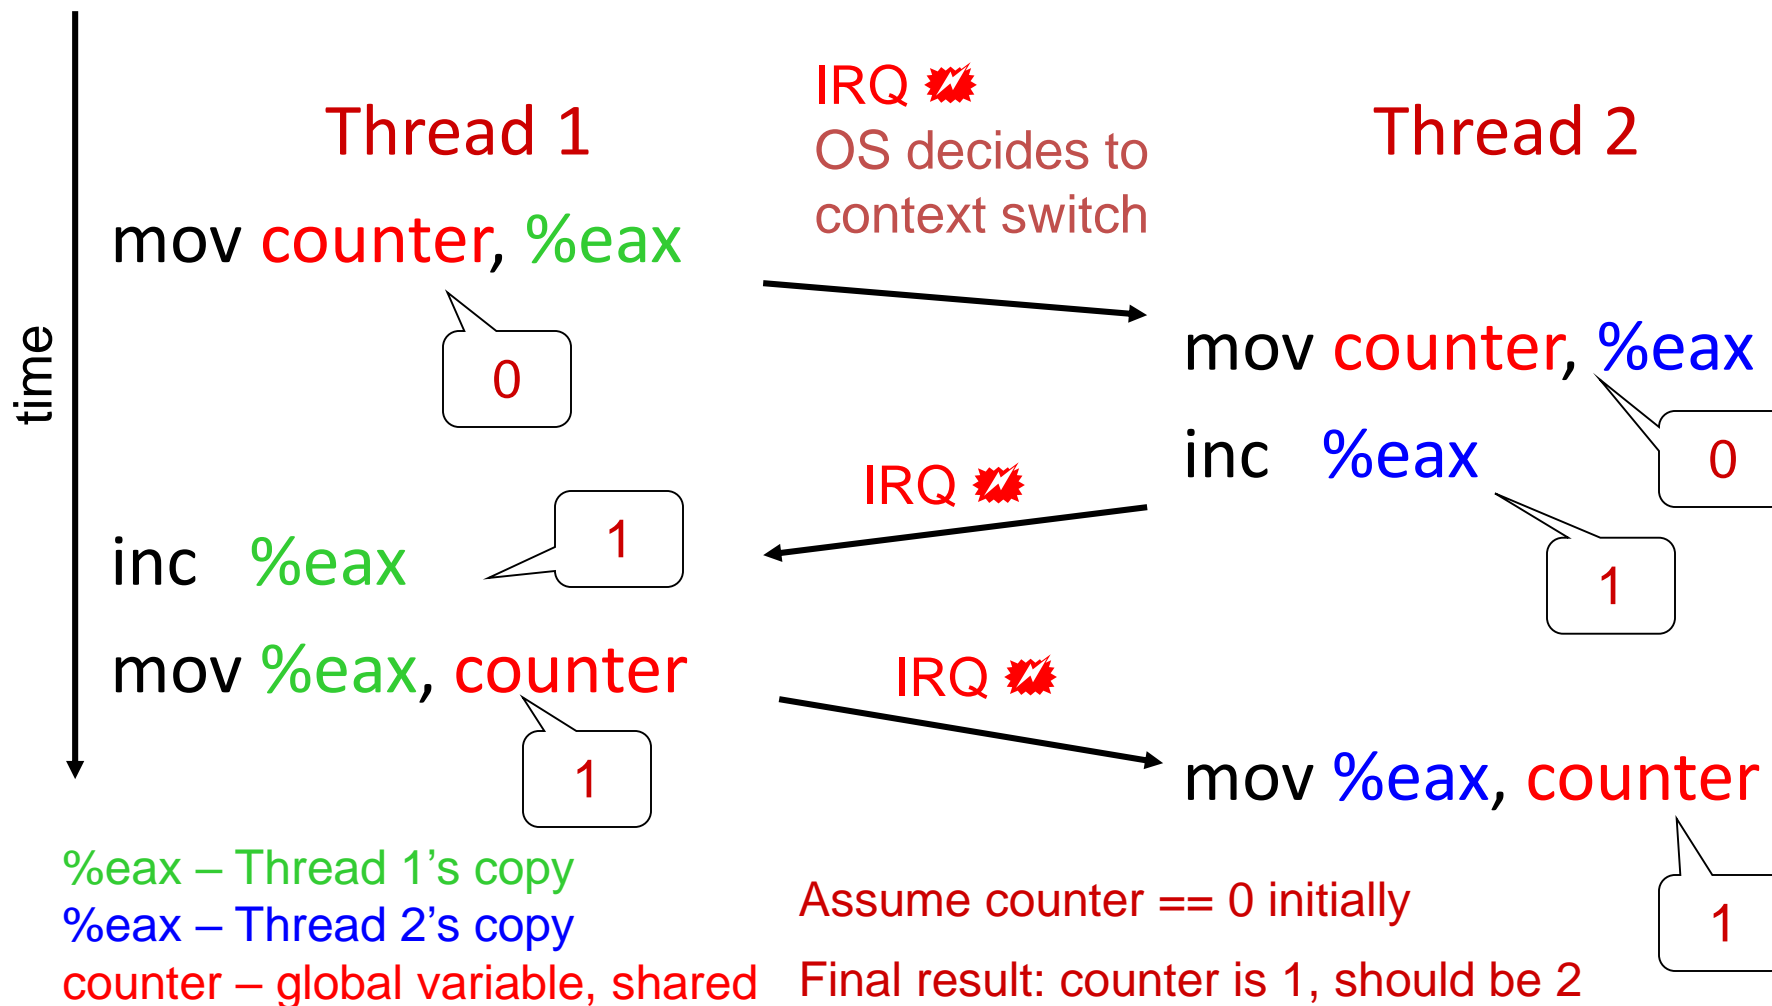 time
Thread 1
IRQ
OS decides to
context switch
Thread 2
mov counter, %eax
0
mov counter, %eax
0
inc %eax
1
IRQ
inc %eax
1
mov %eax, counter
1
IRQ
mov %eax, counter
1
%eax – Thread 1’s copy
%eax – Thread 2’s copy
counter – global variable, shared
Assume counter == 0 initially
Final result: counter is 1, should be 2